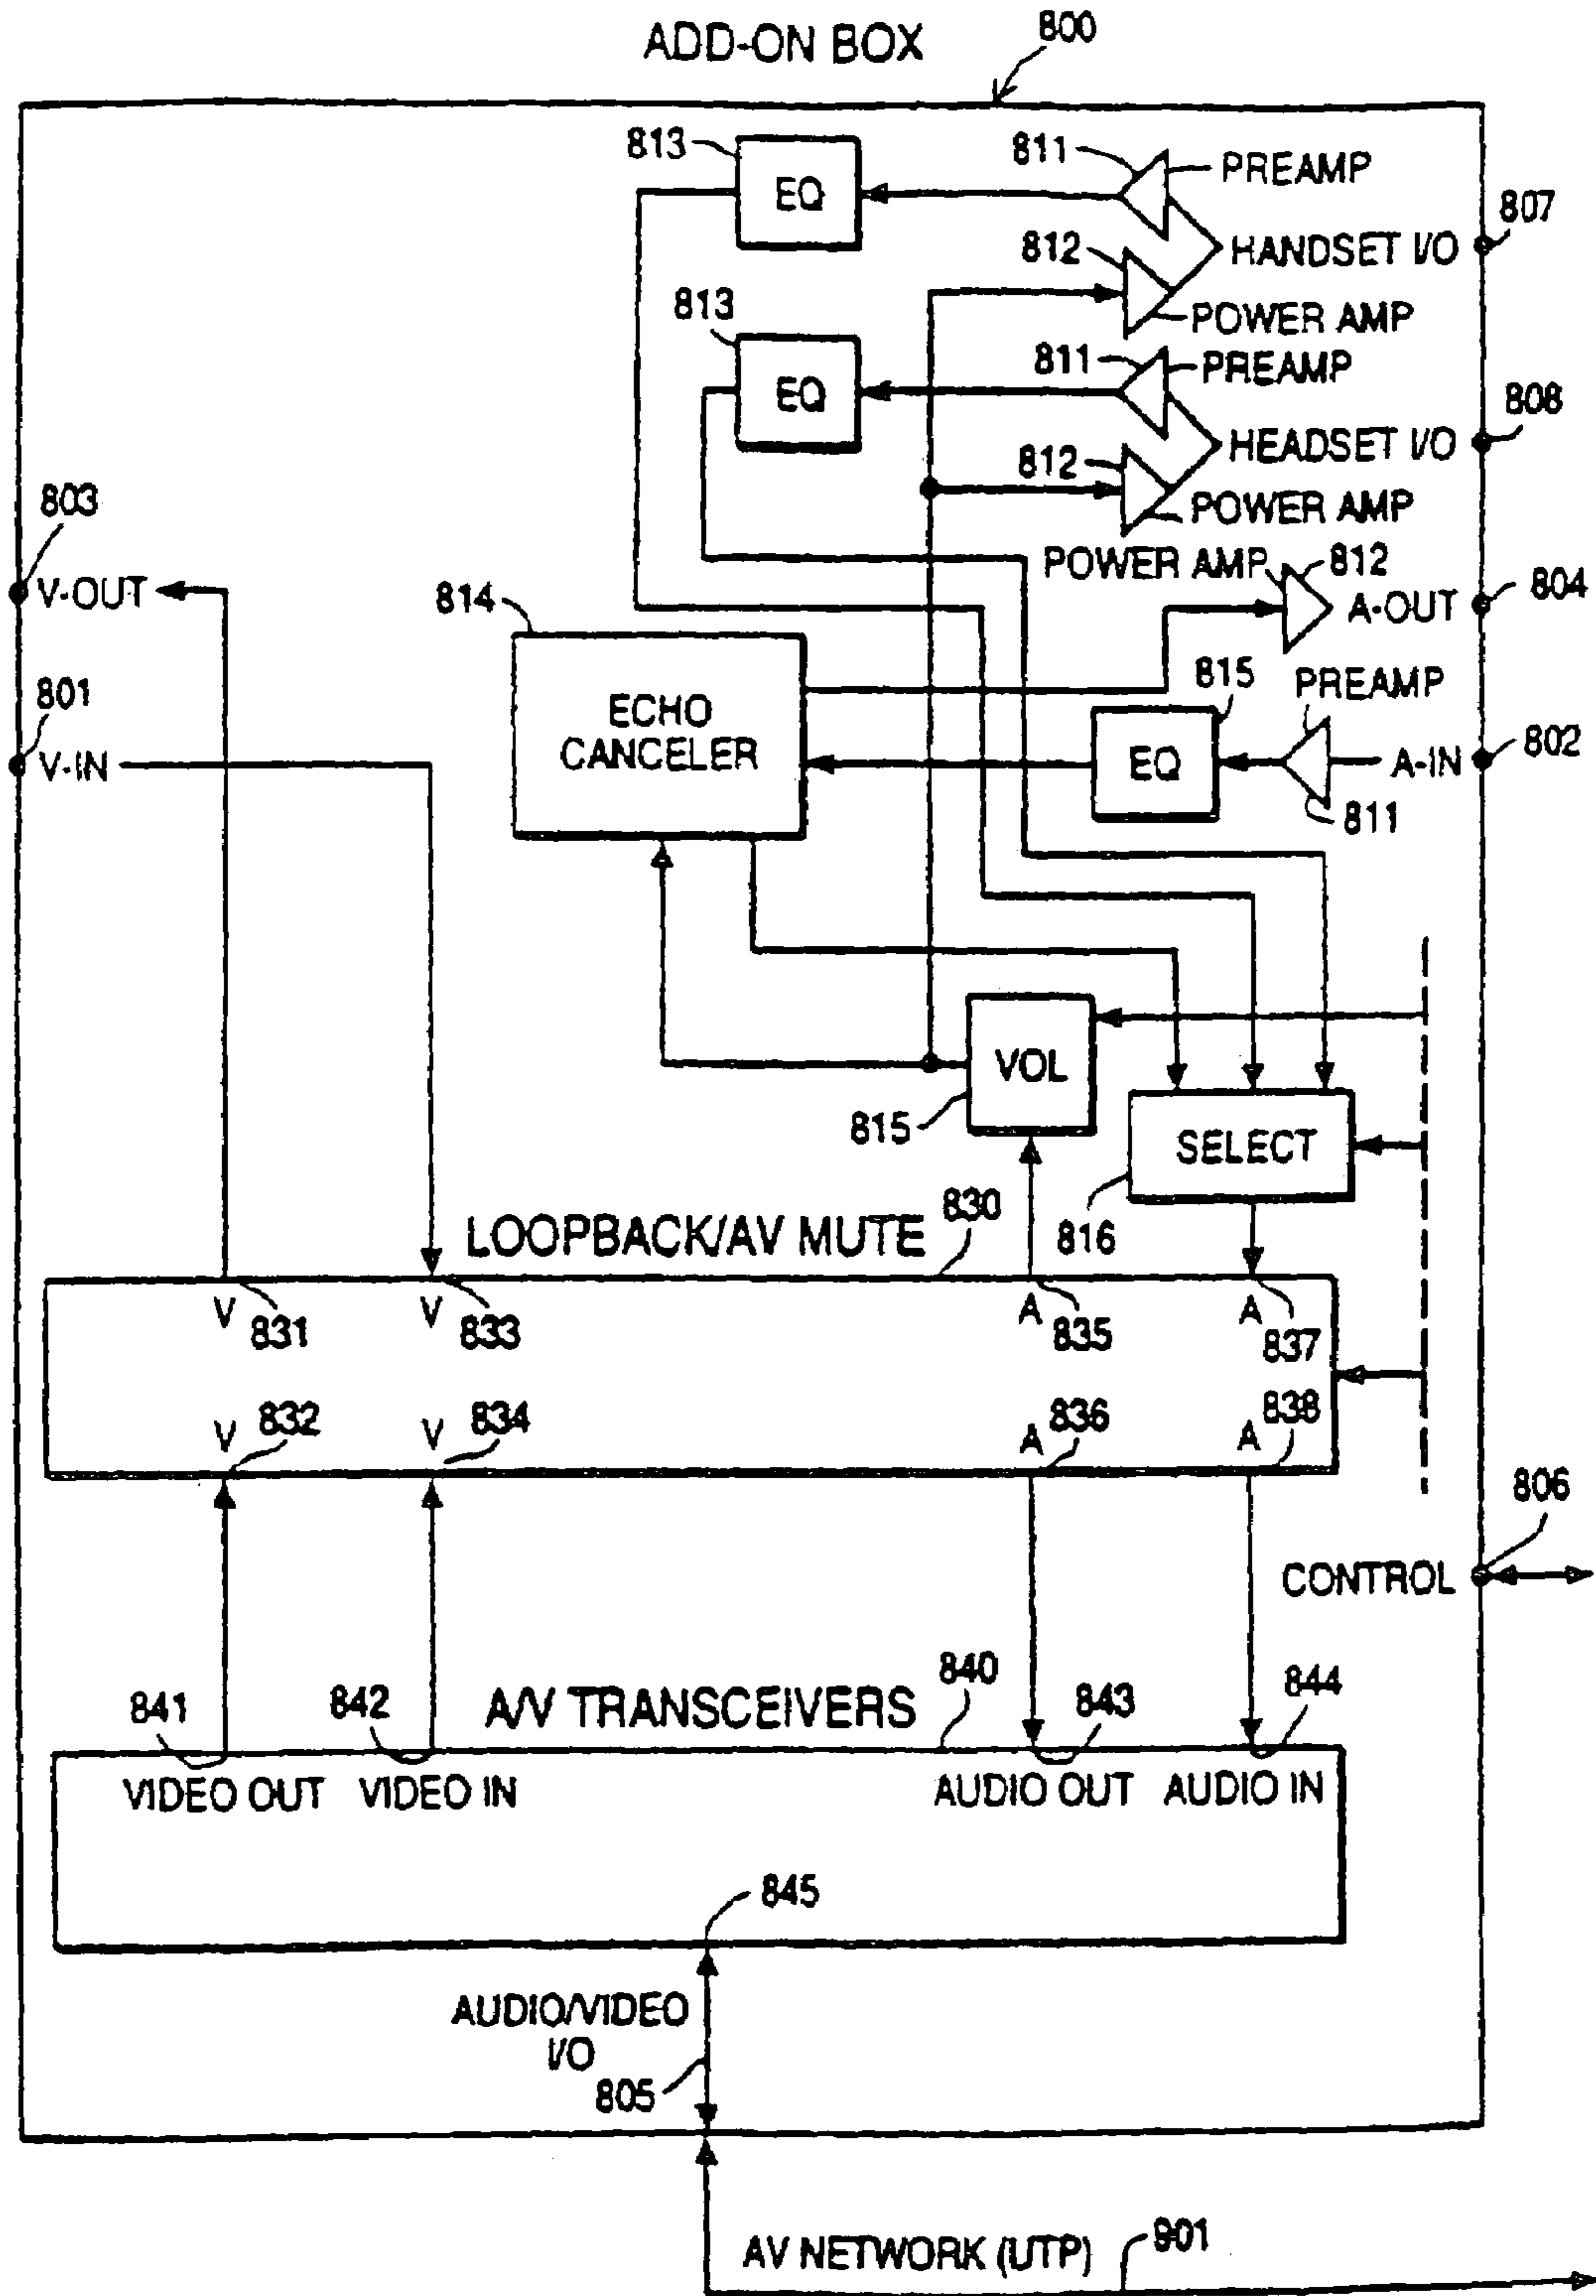 ADD-ON BOX
800
813
EQ
811
PREAMP
807
HANDSET I/O
812
POWER AMP
813
EQ
811
PREAMP
808
HEADSET I/O
812
POWER AMP
803
V-OUT
POWER AMP
812
804
A-OUT
814
ECHO
CANCELER
801
V-IN
815
EQ
PREAMP
A-IN
802
811
VOL
815
SELECT
816
LOOPBACK/AV MUTE
830
V
831
V
833
A
835
A
837
V
832
V
834
A
836
A
838
806
CONTROL
A/V TRANSCEIVERS
840
841
842
843
844
VIDEO OUT
VIDEO IN
AUDIO OUT
AUDIO IN
845
AUDIO/VIDEO
I/O
805
AV NETWORK (UTP)
901